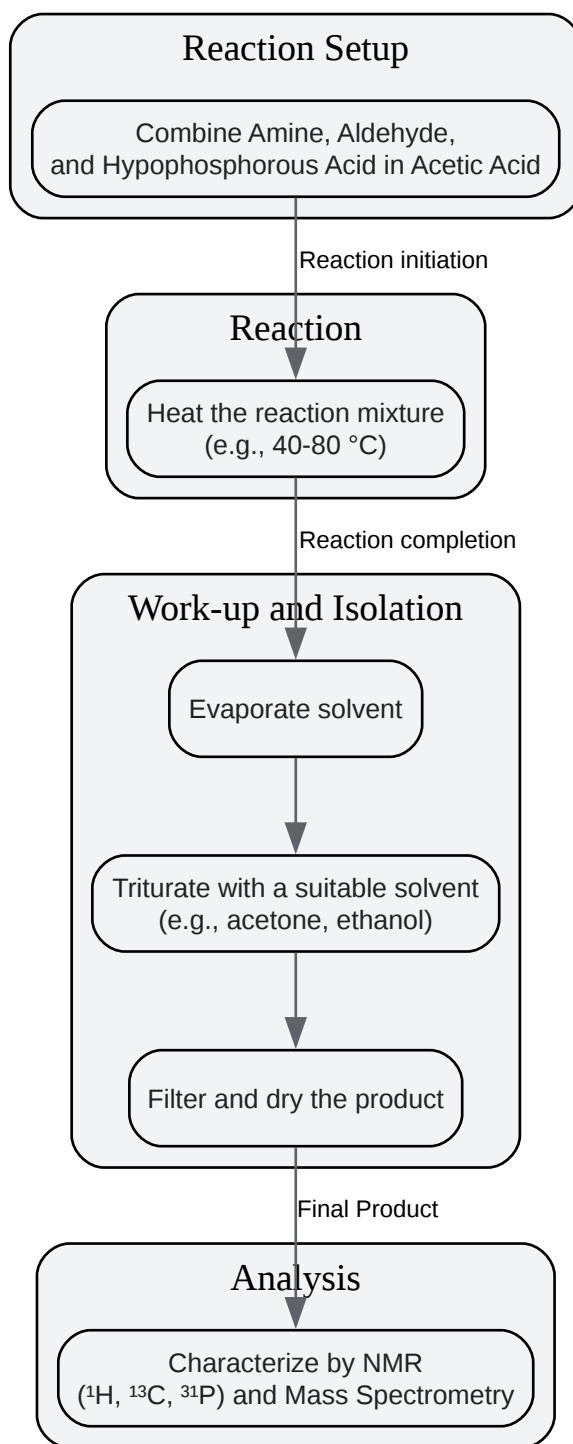 Reaction Setup
Combine Amine, Aldehyde,
and Hypophosphorous Acid in Acetic Acid
Reaction initiation
Reaction
Heat the reaction mixture
(e.g., 40-80 °C)
Reaction completion
Work-up and Isolation
Evaporate solvent
Triturate with a suitable solvent
(e.g., acetone, ethanol)
Filter and dry the product
Final Product
Analysis
Characterize by NMR
(¹H, ¹³C, ³¹P) and Mass Spectrometry